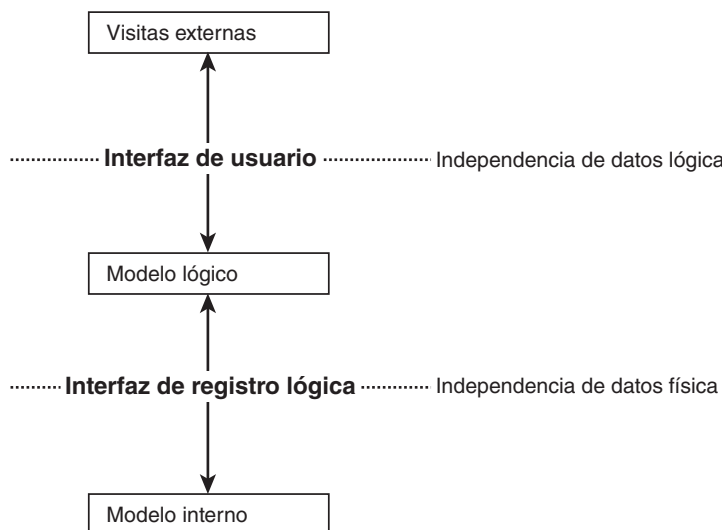 Visitas externas
Interfaz de usuario
Independencia de datos lógica
Modelo lógico
Interfaz de registro lógica
Independencia de datos física
Modelo interno